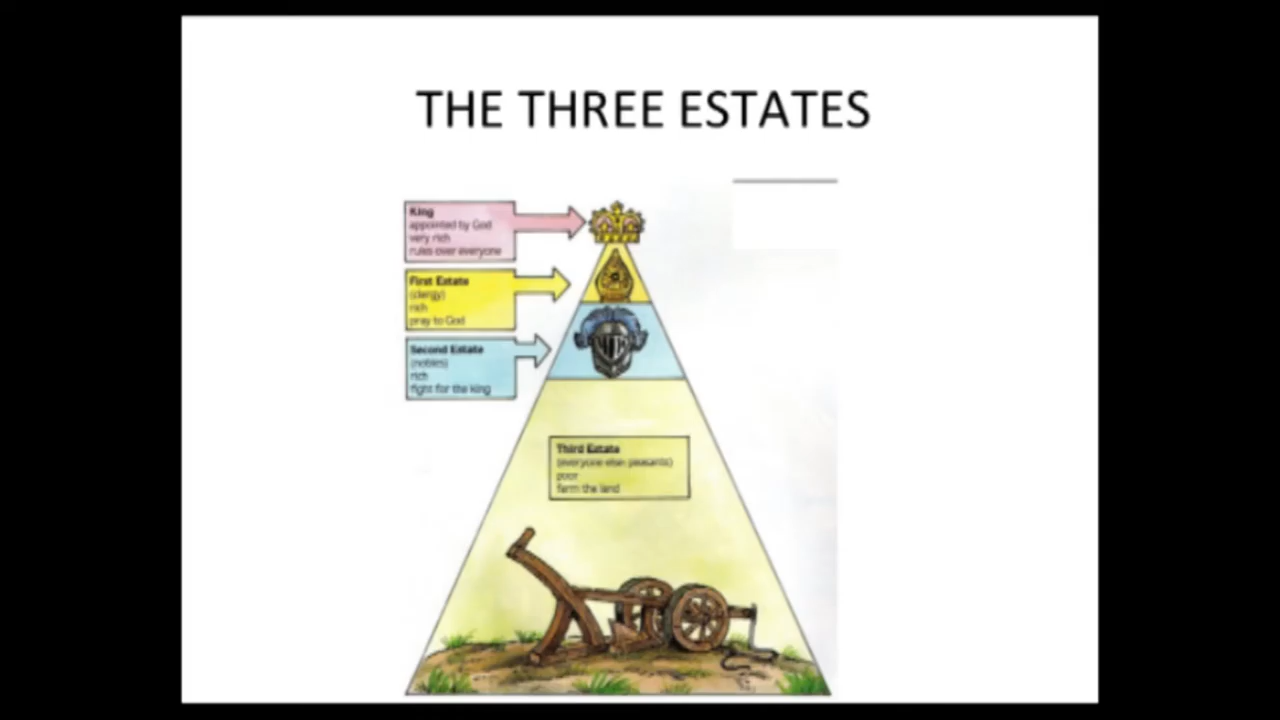 THE THREE ESTATES
King
appointed by God
very rich
rules over everyone
First Estate
(clergy)
rich
pray to God
Second Estate
(nobles)
rich
fight for the king
Third Estate
(everyone else: peasants)
poor
farm the land